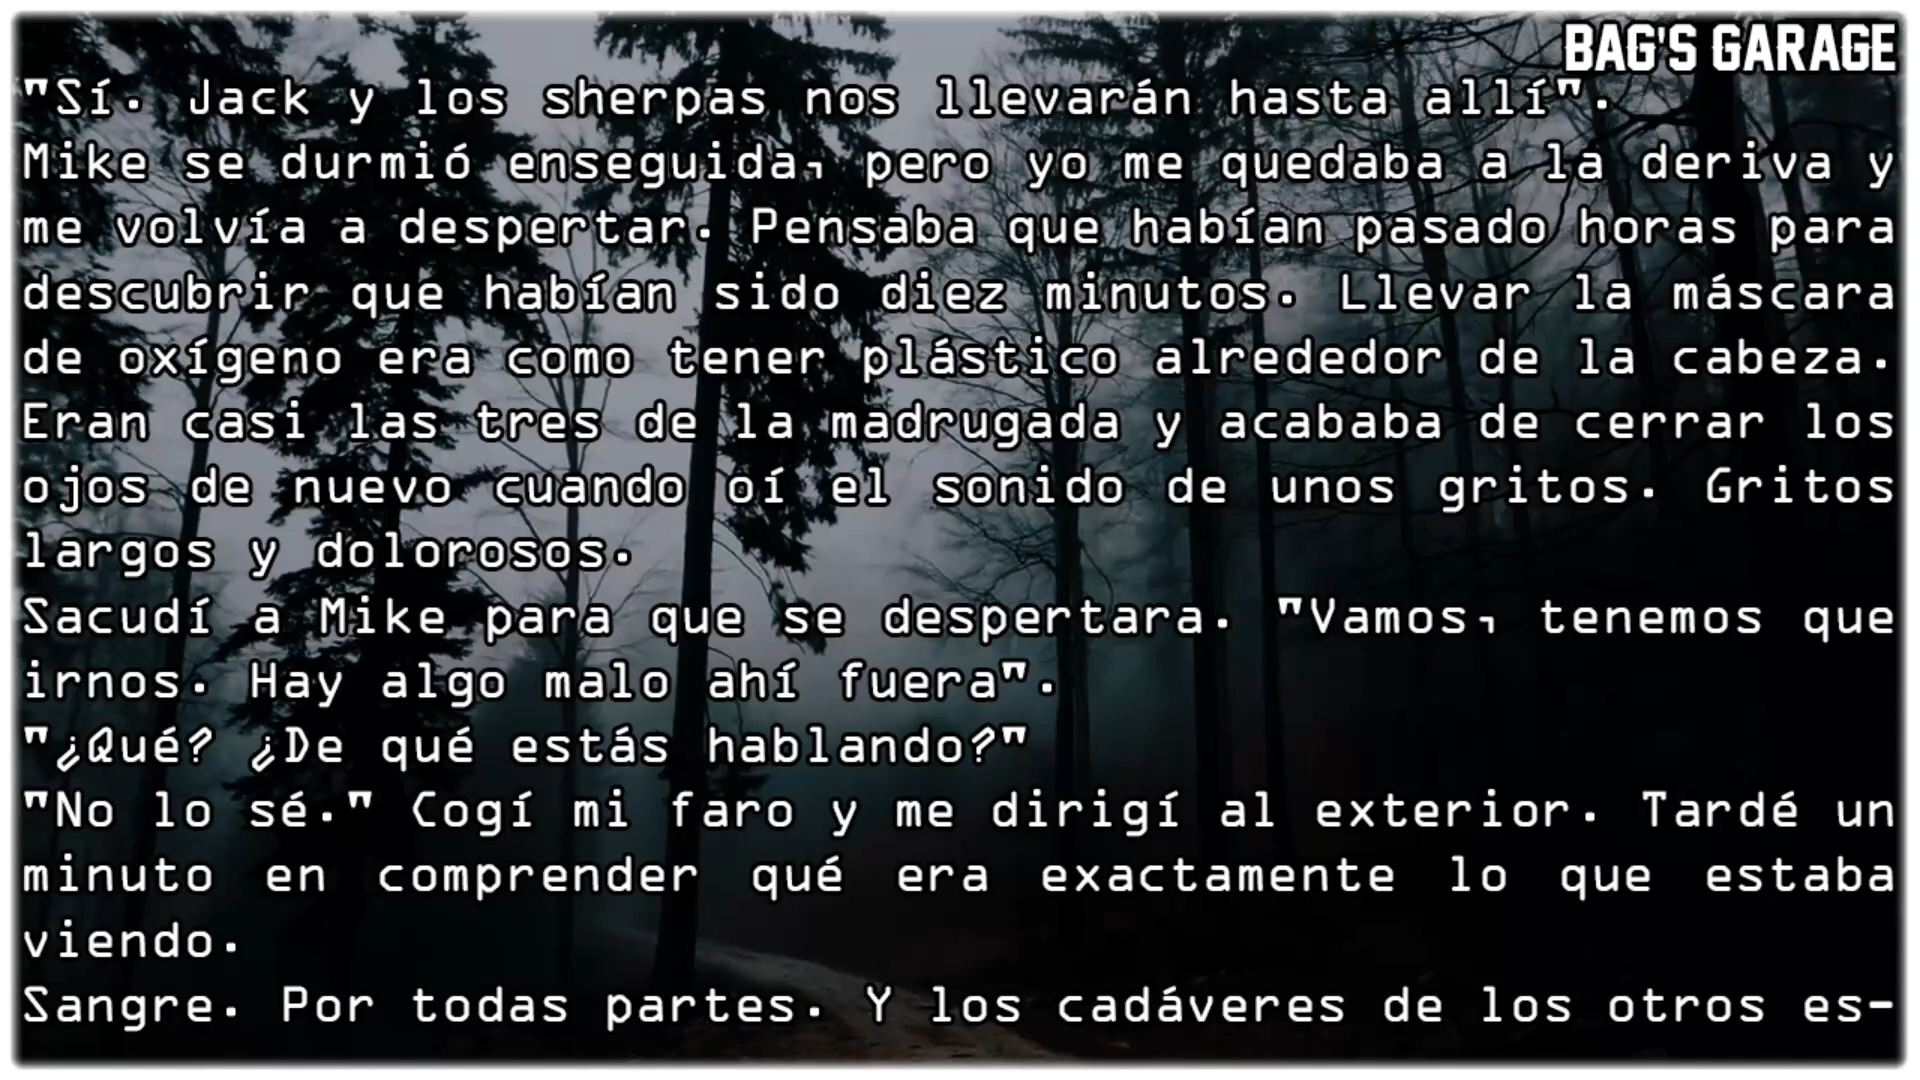 BAG'S GARAGE
"Sí. Jack y los sherpas nos llevarán hasta allí".
Mike se durmió enseguida, pero yo me quedaba a la deriva y
me volvía a despertar. Pensaba que habían pasado horas para
descubrir que habían sido diez minutos. Llevar la máscara
de oxígeno era como tener plástico alrededor de la cabeza.
Eran casi las tres de la madrugada y acababa de cerrar los
ojos de nuevo cuando oí el sonido de unos gritos. Gritos
largos y dolorosos.
Sacudí a Mike para que se despertara. "Vamos, tenemos que
irnos. Hay algo malo ahí fuera".
"¿Qué? ¿De qué estás hablando?"
"No lo sé." Cogí mi faro y me dirigí al exterior. Tardé un
minuto en comprender qué era exactamente lo que estaba
viendo.
Sangre. Por todas partes. Y los cadáveres de los otros es-